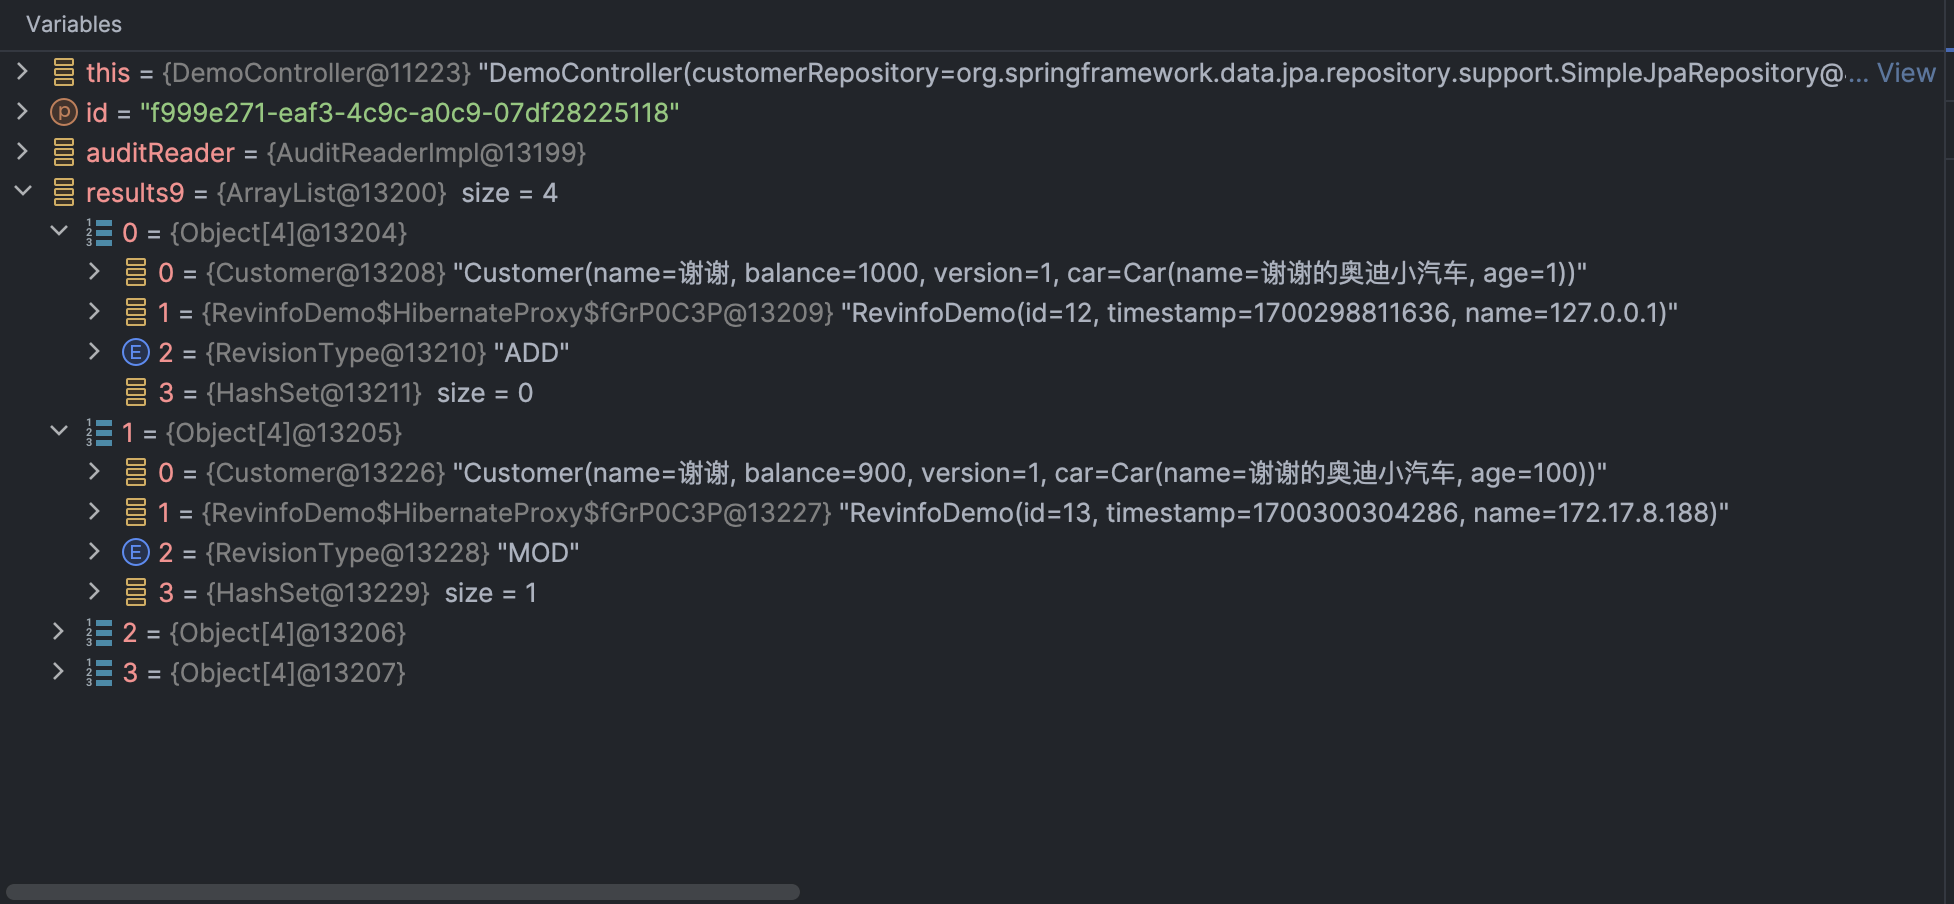 Variables
this = {DemoController@11223} "DemoController(customerRepository=org.springframework.data.jpa.repository.support.SimpleJpaRepository@... View
p id = "f999e271-eaf3-4c9c-a0c9-07df28225118"
auditReader = {AuditReaderImpl@13199}
results9 = {ArrayList@13200} size = 4
0 = {Object[4]@13204}
0 = {Customer@13208} "Customer(name=谢谢, balance=1000, version=1, car=Car(name=谢谢的奥迪小汽车, age=1))"
1 = {RevinfoDemo$HibernateProxy$fGrP0C3P@13209} "RevinfoDemo(id=12, timestamp=1700298811636, name=127.0.0.1)"
E 2 = {RevisionType@13210} "ADD"
3 = {HashSet@13211} size = 0
1 = {Object[4]@13205}
0 = {Customer@13226} "Customer(name=谢谢, balance=900, version=1, car=Car(name=谢谢的奥迪小汽车, age=100))"
1 = {RevinfoDemo$HibernateProxy$fGrP0C3P@13227} "RevinfoDemo(id=13, timestamp=1700300304286, name=172.17.8.188)"
E 2 = {RevisionType@13228} "MOD"
3 = {HashSet@13229} size = 1
2 = {Object[4]@13206}
3 = {Object[4]@13207}